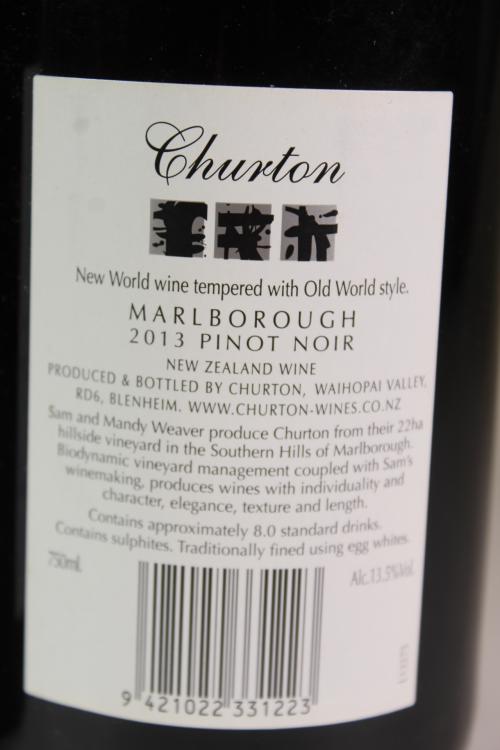 Churton
New World wine tempered with Old World style.
MARLBOROUGH
2013 PINOT NOIR
NEW ZEALAND WINE
PRODUCED & BOTTLED BY CHURTON, WAIHOPAI VALLEY,
RD6, BLENHEIM. WWW.CHURTON-WINES.CO.NZ
Sam and Mandy Weaver produce Churton from their 22ha
hillside vineyard in the Southern Hills of Marlborough.
Biodynamic vineyard management coupled with Sam's
winemaking, produces wines with individuality and
character, elegance, texture and length.
Contains approximately 8.0 standard drinks.
Contains sulphites. Traditionally fined using egg whites.
750mL
Alc.13.5%Vol.
9 421022 331223